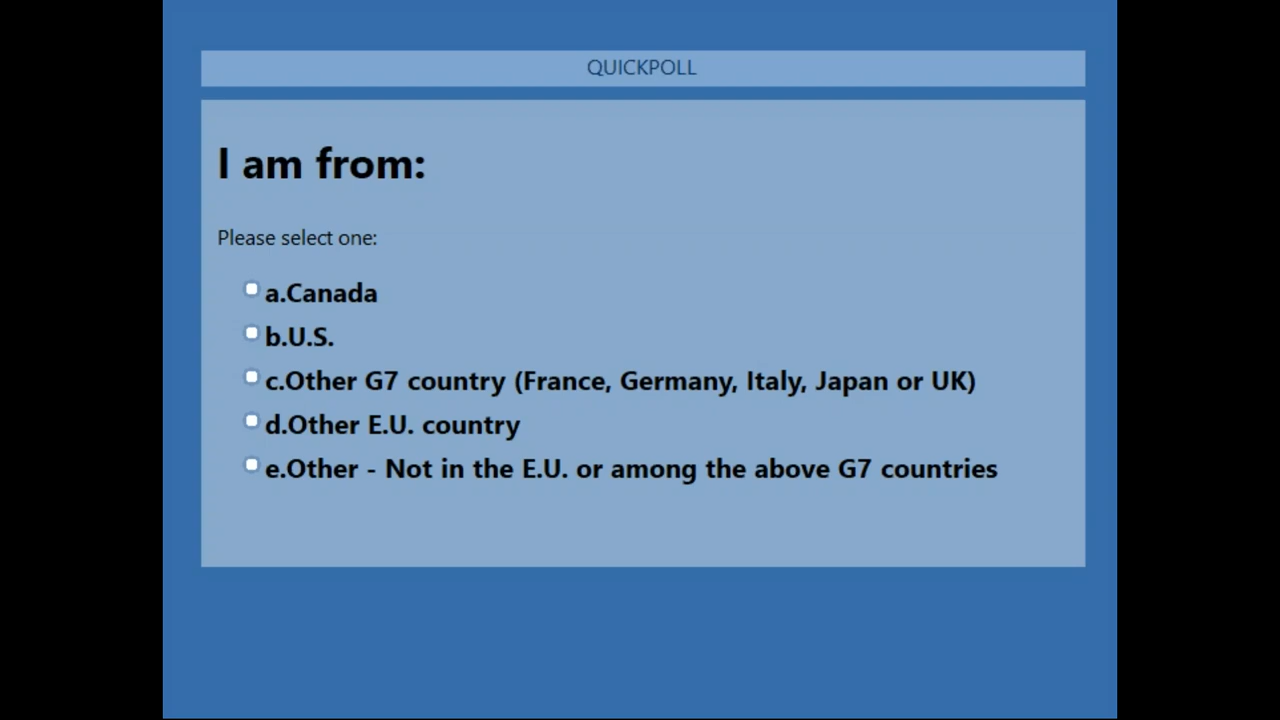 QUICKPOLL
I am from:
Please select one:
a.Canada
b.U.S.
c.Other G7 country (France, Germany, Italy, Japan or UK)
d.Other E.U. country
e.Other - Not in the E.U. or among the above G7 countries